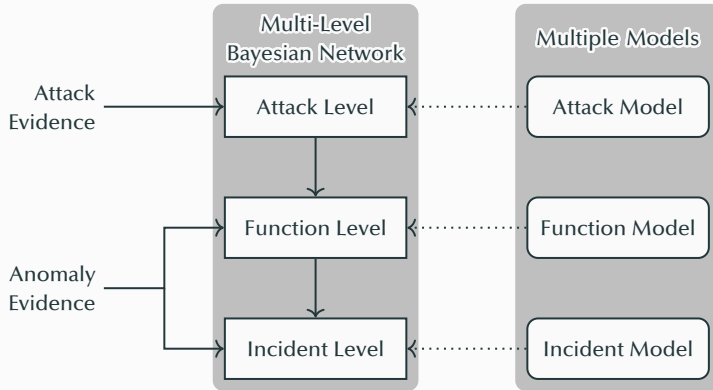 Multi-Level
Bayesian Network
Multiple Models
Attack
Evidence
Attack Level
Attack Model
Function Level
Function Model
Anomaly
Evidence
Incident Level
Incident Model